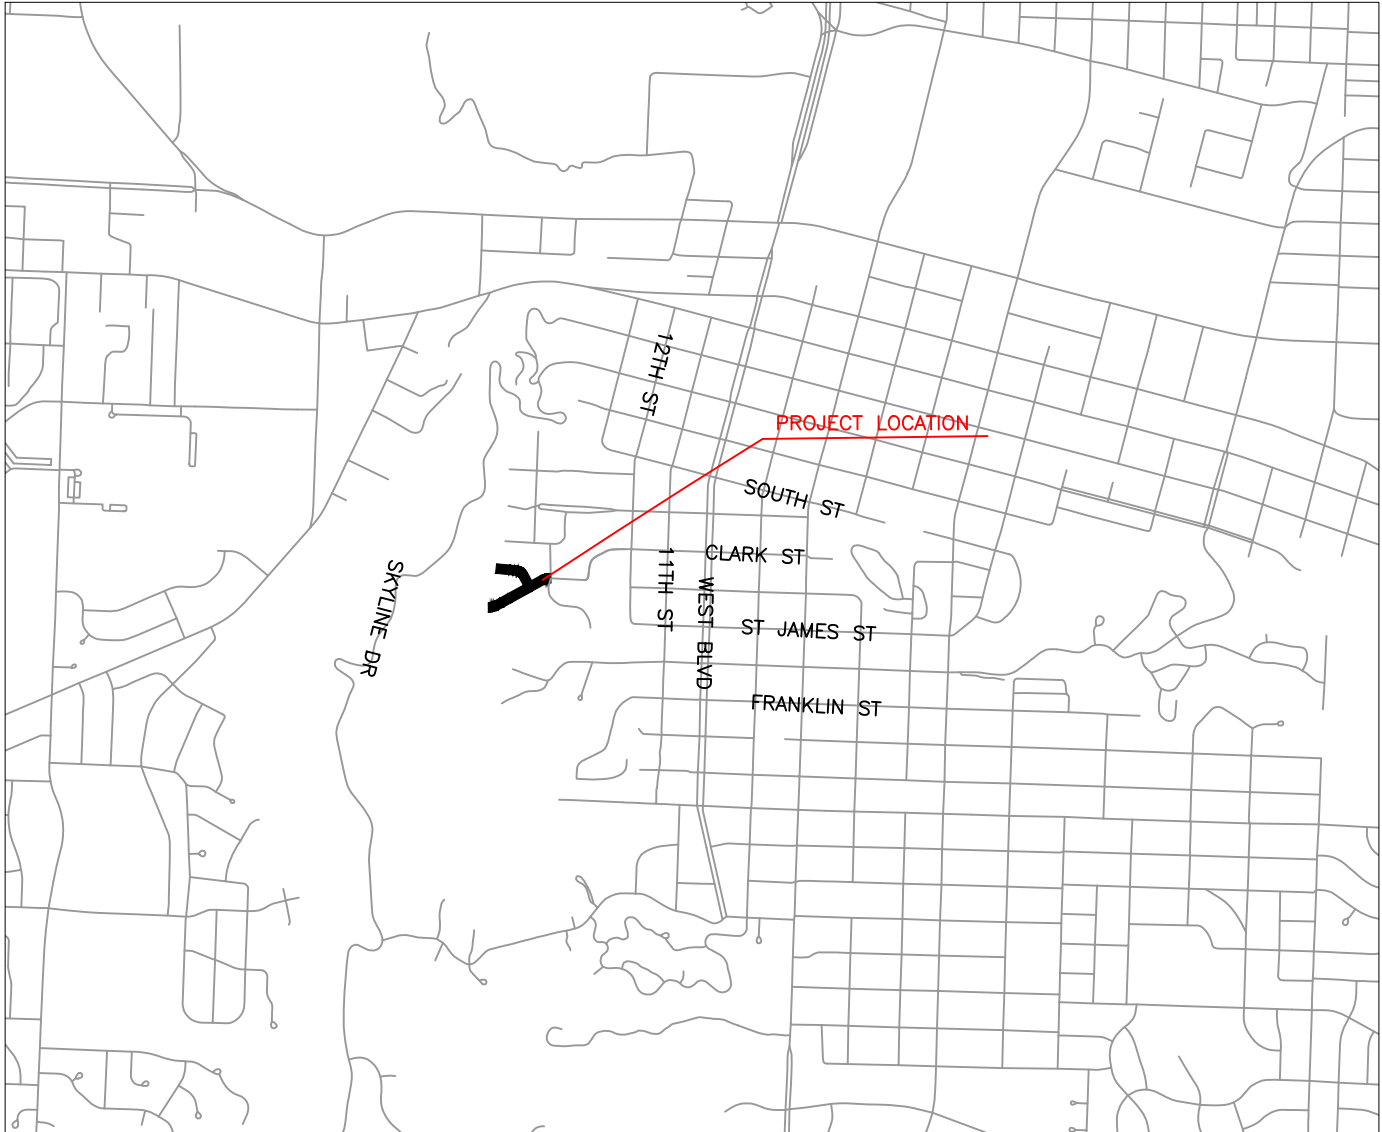 12TH ST
PROJECT LOCATION
SOUTH ST
CLARK ST
11TH ST
WEST BLVD
SKYLINE DR
ST JAMES ST
FRANKLIN ST